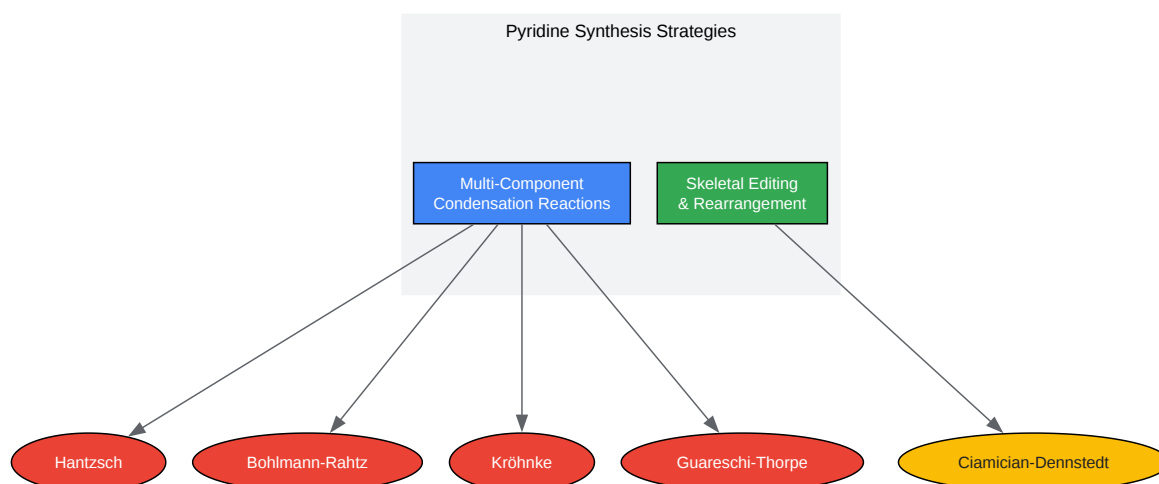 Pyridine Synthesis Strategies
Multi-Component
Condensation Reactions
Skeletal Editing
& Rearrangement
Hantzsch
Bohlmann-Rahtz
Kröhnke
Guareschi-Thorpe
Ciamician-Dennstedt